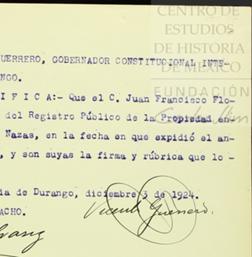 CENTRO DE
ESTUDIOS
DE HISTORIA
DE MÉXICO
FUNDACIÓN
GUERRERO, GOBERNADOR CONSTITUCIONAL INTE-
NGO.
I F I C A:- Que el C. Juan Francisco Flo-
del Registro Público de la Propiedad en
Nazas, en la fecha en que expidió el an-
, y son suyas la firma y rúbrica que lo -
ia de Durango, diciembre 3 de 1924.
ACHO.
Vicente Guerrero.